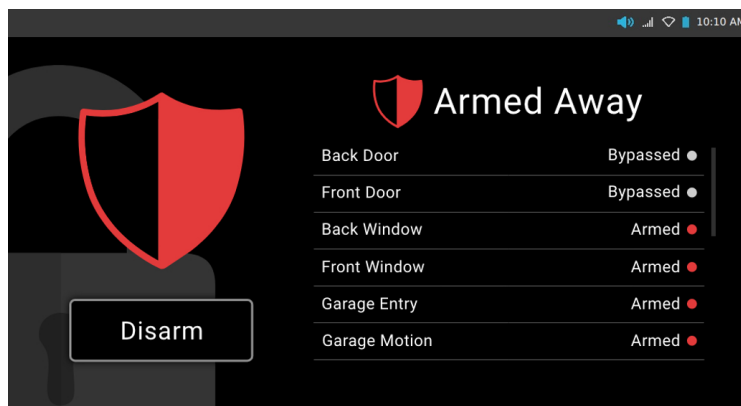 10:10 AM
Armed Away
Back Door Bypassed
Front Door Bypassed
Back Window Armed
Front Window Armed
Garage Entry Armed
Garage Motion Armed
Disarm